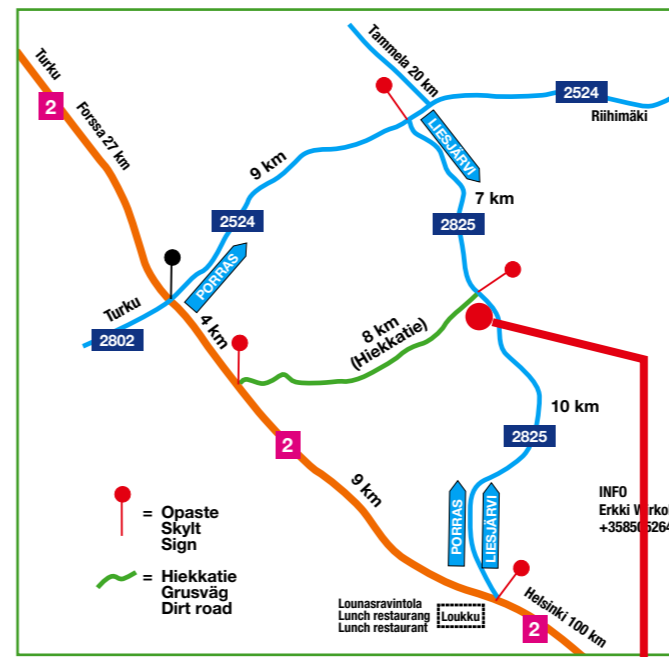 Turku
2
Forssa 27 km
Tammela 20 km
2524
Riihimäki
LIESJÄRVI
9 km
7 km
2524
2825
PORRAS
Turku
2802
4 km
8 km
(Hiekkatie)
10 km
2825
2
9 km
PORRAS
LIESJÄRVI
INFO
Erkki
+358505264
= Opaste
Skylt
Sign
= Hiekkatie
Grusväg
Dirt road
Lounasravintola
Lunch restaurang
Lunch restaurant
Loukku
2
Helsinki 100 km